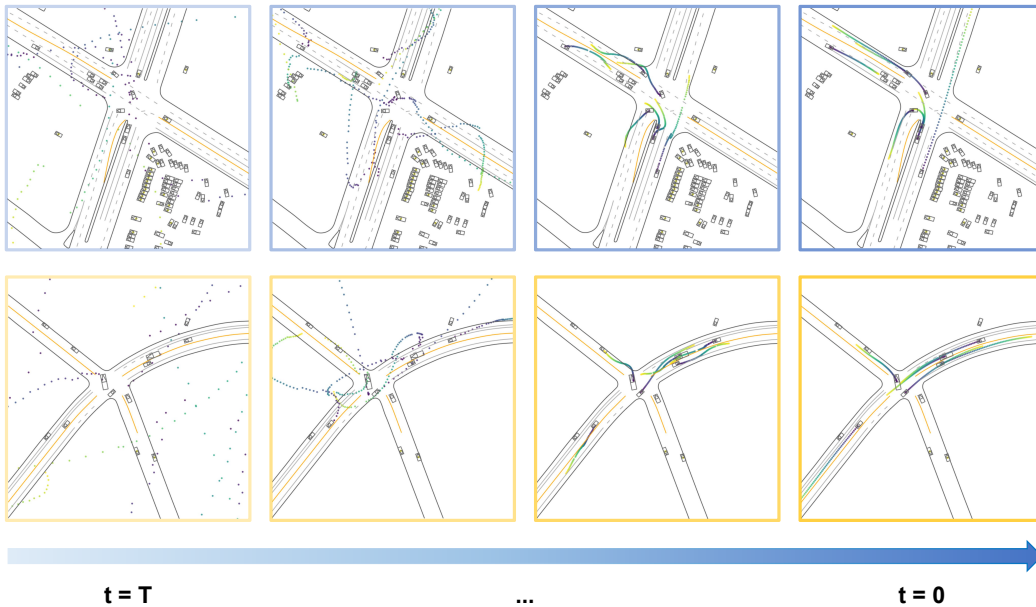 t = T
...
t = 0